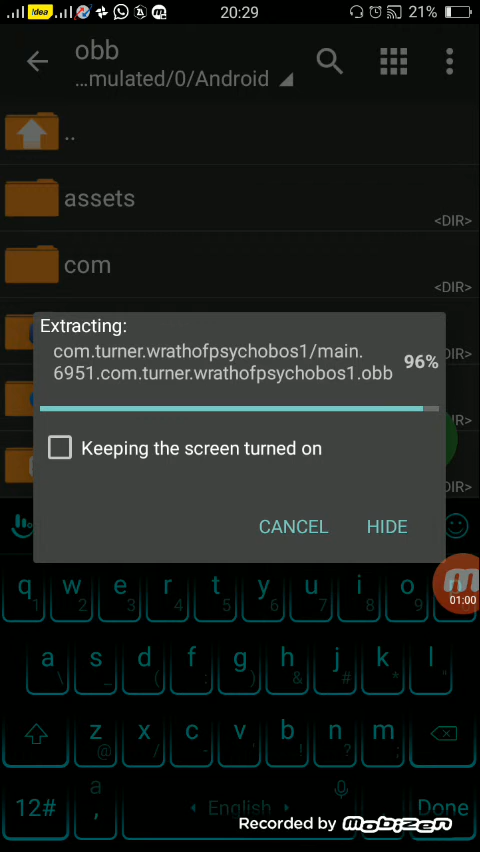 idea
20:29
21%
obb
...mulated/0/Android
..
assets
<DIR>
com
<DIR>
Extracting:
com.turner.wrathofpsychobos1/main.
6951.com.turner.wrathofpsychobos1.obb
96%
<DIR>
<DIR>
Keeping the screen turned on
<DIR>
CANCEL HIDE
q w e r t y u i o
1 2 3 4 5 6 7 8 9
01:00
a s d f g h j k l
\ _ ( : ) & # * "
z x c v b n m
@ / - ' ! ? ;
12# a , English Done
Recorded by Mobizen